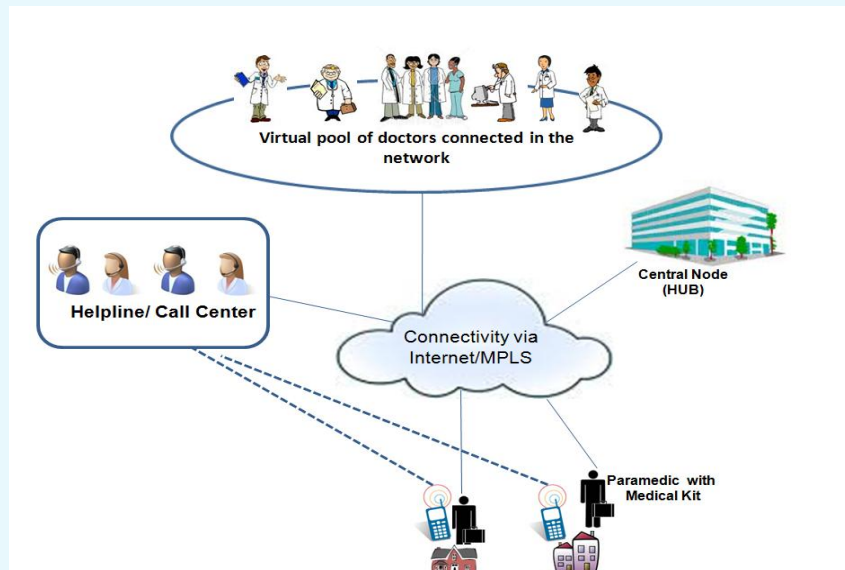 Virtual pool of doctors connected in the
network
Helpline/ Call Center
Central Node
(HUB)
Connectivity via
Internet/MPLS
Paramedic with
Medical Kit